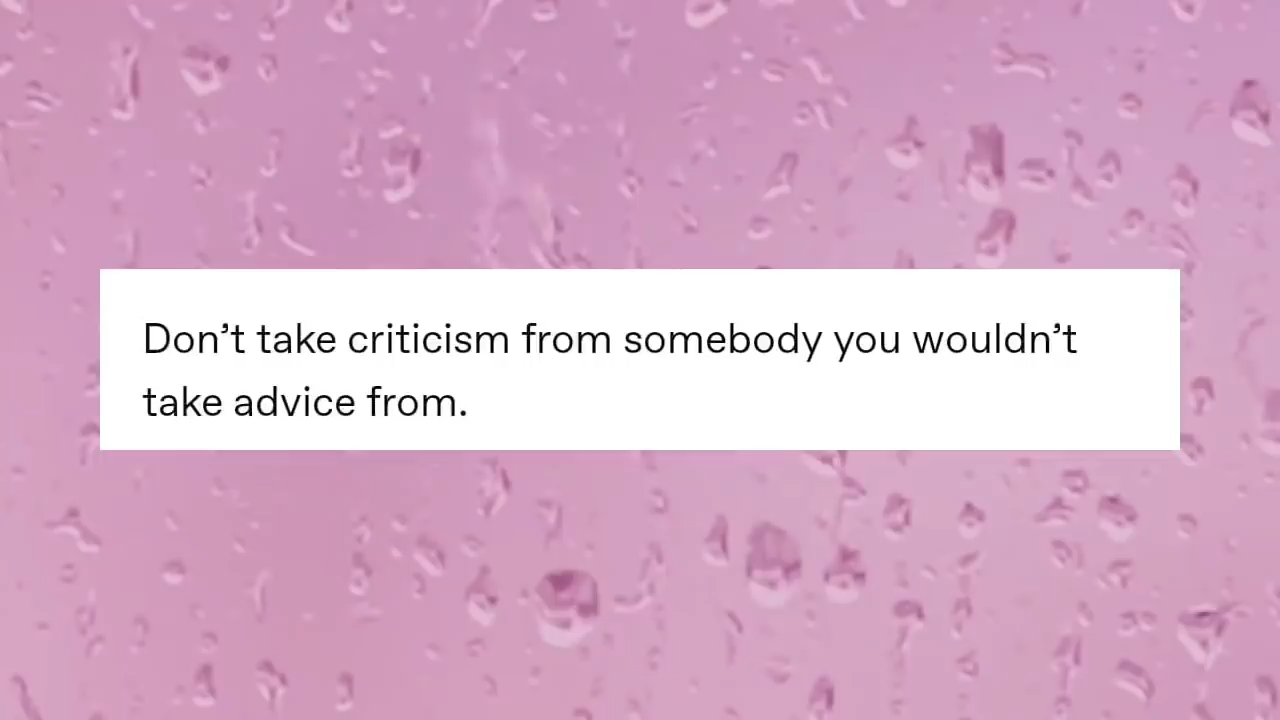 Don’t take criticism from somebody you wouldn’t
take advice from.